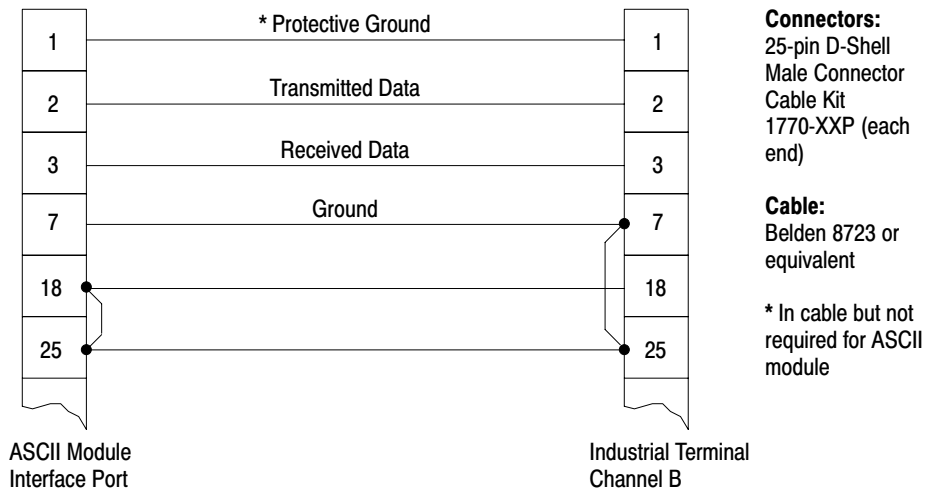 1 * Protective Ground 1
2 Transmitted Data 2
3 Received Data 3
7 Ground 7
18 18
25 25
ASCII Module
Interface Port
Industrial Terminal
Channel B
Connectors:
25-pin D-Shell
Male Connector
Cable Kit
1770-XXP (each
end)
Cable:
Belden 8723 or
equivalent
* In cable but not
required for ASCII
module